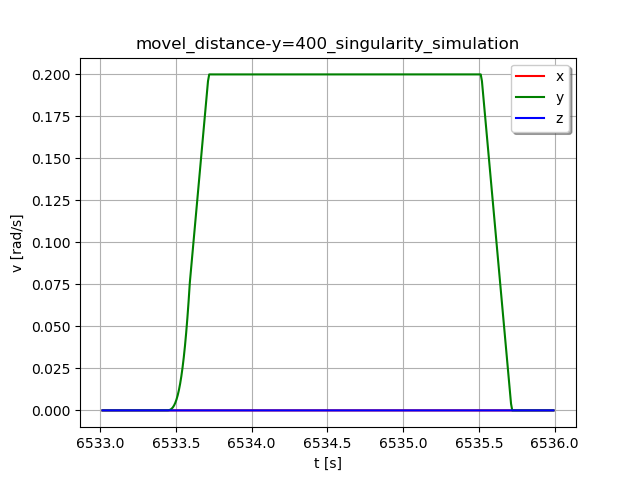 movel_distance-y=400_singularity_simulation
x
y
z
0.200
0.175
0.150
0.125
0.100
0.075
0.050
0.025
0.000
v [rad/s]
6533.0 6533.5 6534.0 6534.5 6535.0 6535.5 6536.0
t [s]